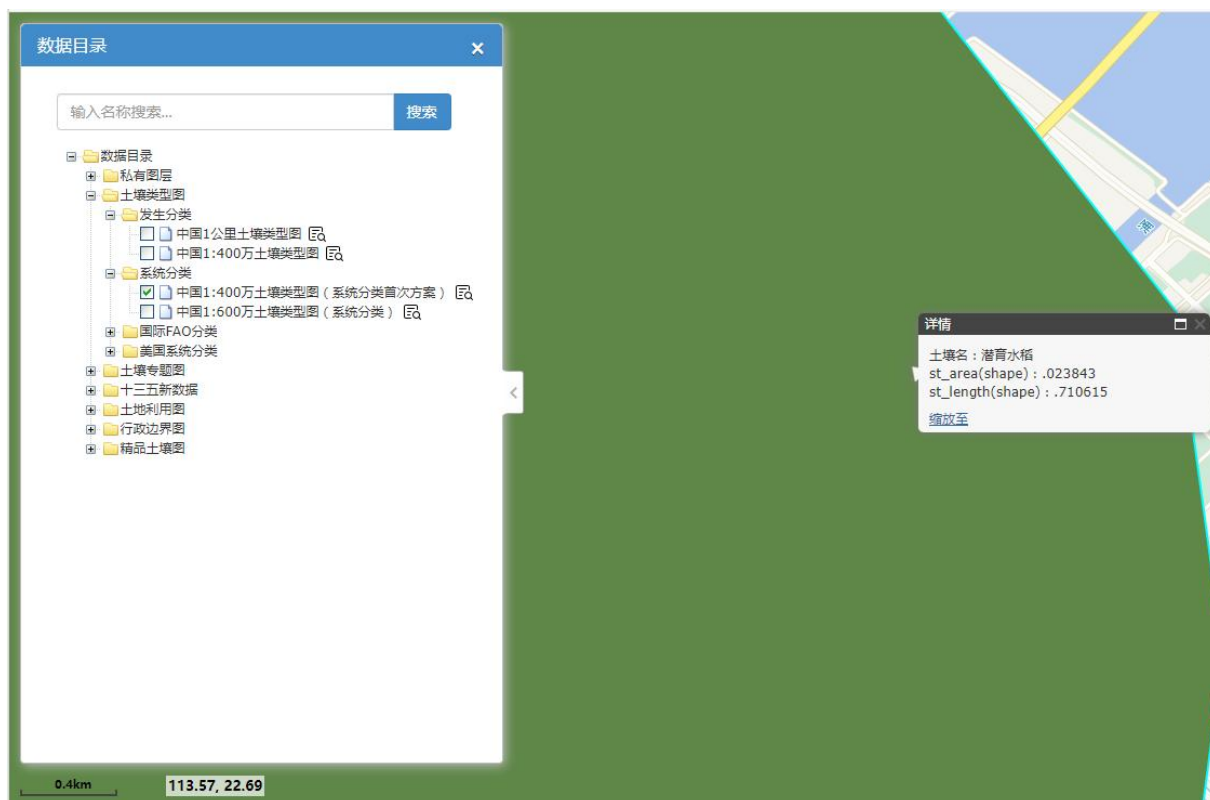 数据目录
×
输入名称搜索...
搜索
数据目录
私有图层
土壤类型图
发生分类
中国1公里土壤类型图
中国1:400万土壤类型图
系统分类
中国1:400万土壤类型图（系统分类首次方案）
中国1:600万土壤类型图（系统分类）
国际FAO分类
美国系统分类
土壤专题图
十三五新数据
土地利用图
行政边界图
精品土壤图
详情
土壤名：潜育水稻
st_area(shape)：.023843
st_length(shape)：.710615
缩放至
0.4km
113.57, 22.69